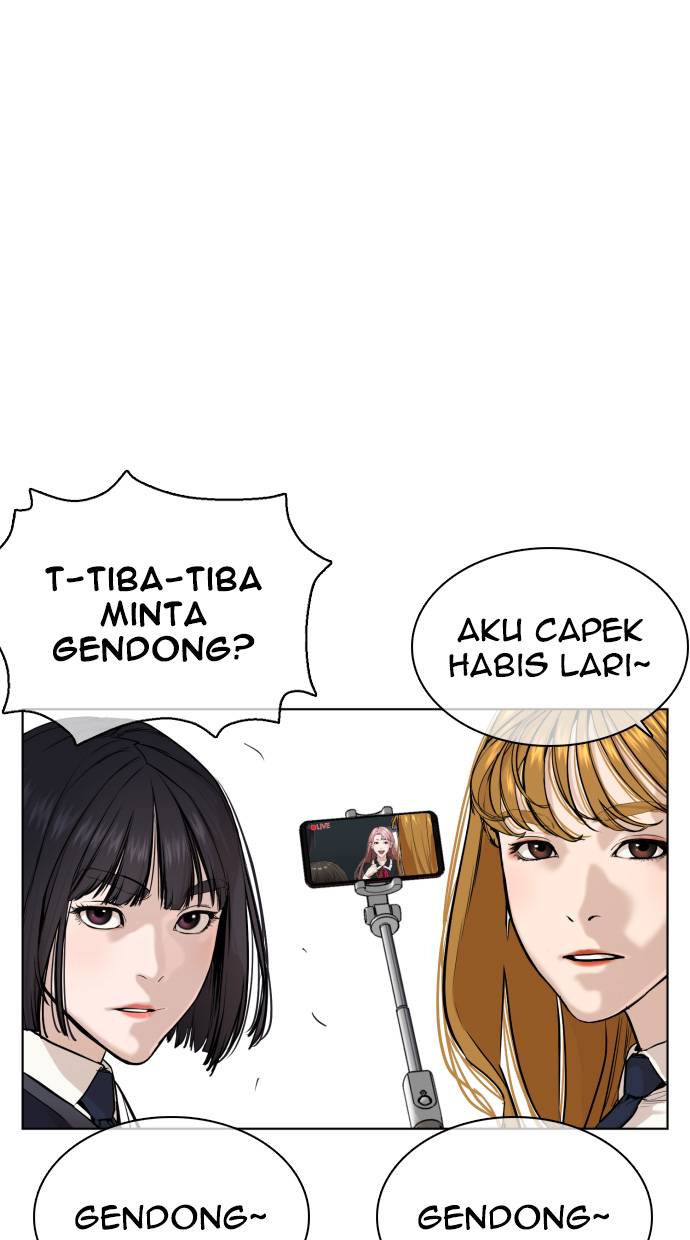 T-TIBA-TIBA
MINTA
GENDONG?
AKU CAPEK
HABIS LARI~
LIVE
GENDONG~
GENDONG~